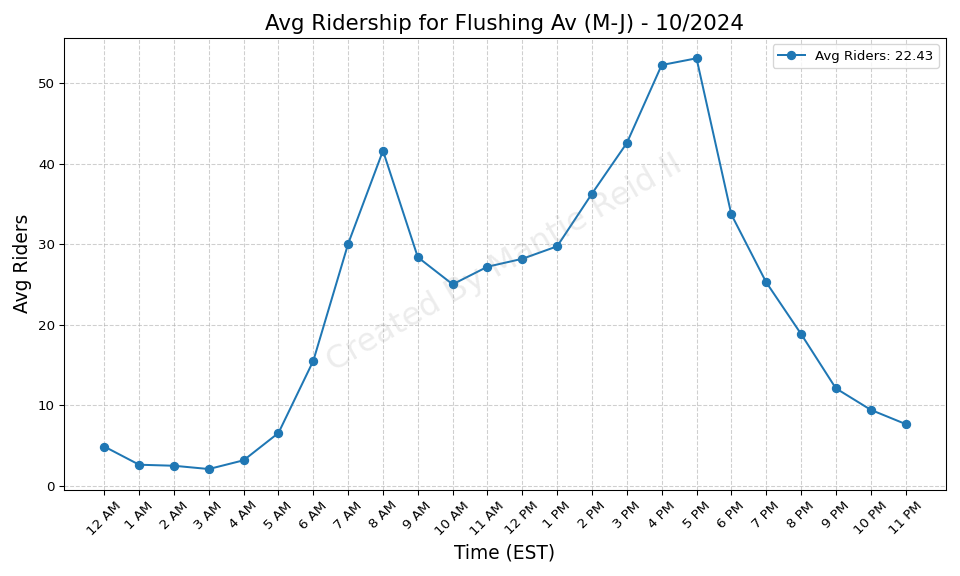 Avg Ridership for Flushing Av (M-J) - 10/2024
Avg Riders: 22.43
50
40
30
20
10
0
Avg Riders
Created By Mantie Reid II
12 AM
1 AM
2 AM
3 AM
4 AM
5 AM
6 AM
7 AM
8 AM
9 AM
10 AM
11 AM
12 PM
1 PM
2 PM
3 PM
4 PM
5 PM
6 PM
7 PM
8 PM
9 PM
10 PM
11 PM
Time (EST)